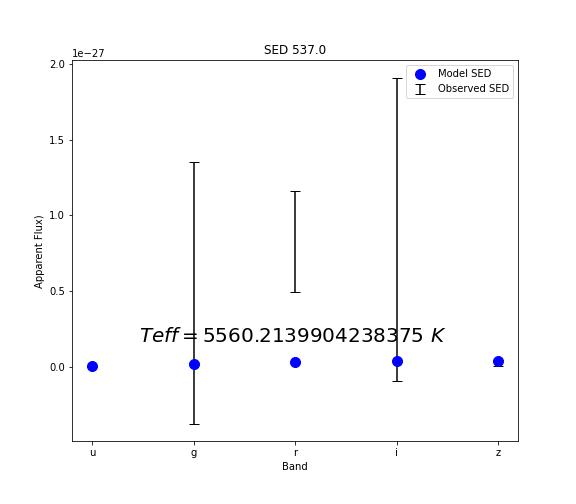 SED 537.0
1e−27
Model SED
Observed SED
2.0
1.5
1.0
0.5
0.0
Apparent Flux)
Teff = 5560.2139904238375 K
u g r i z
Band